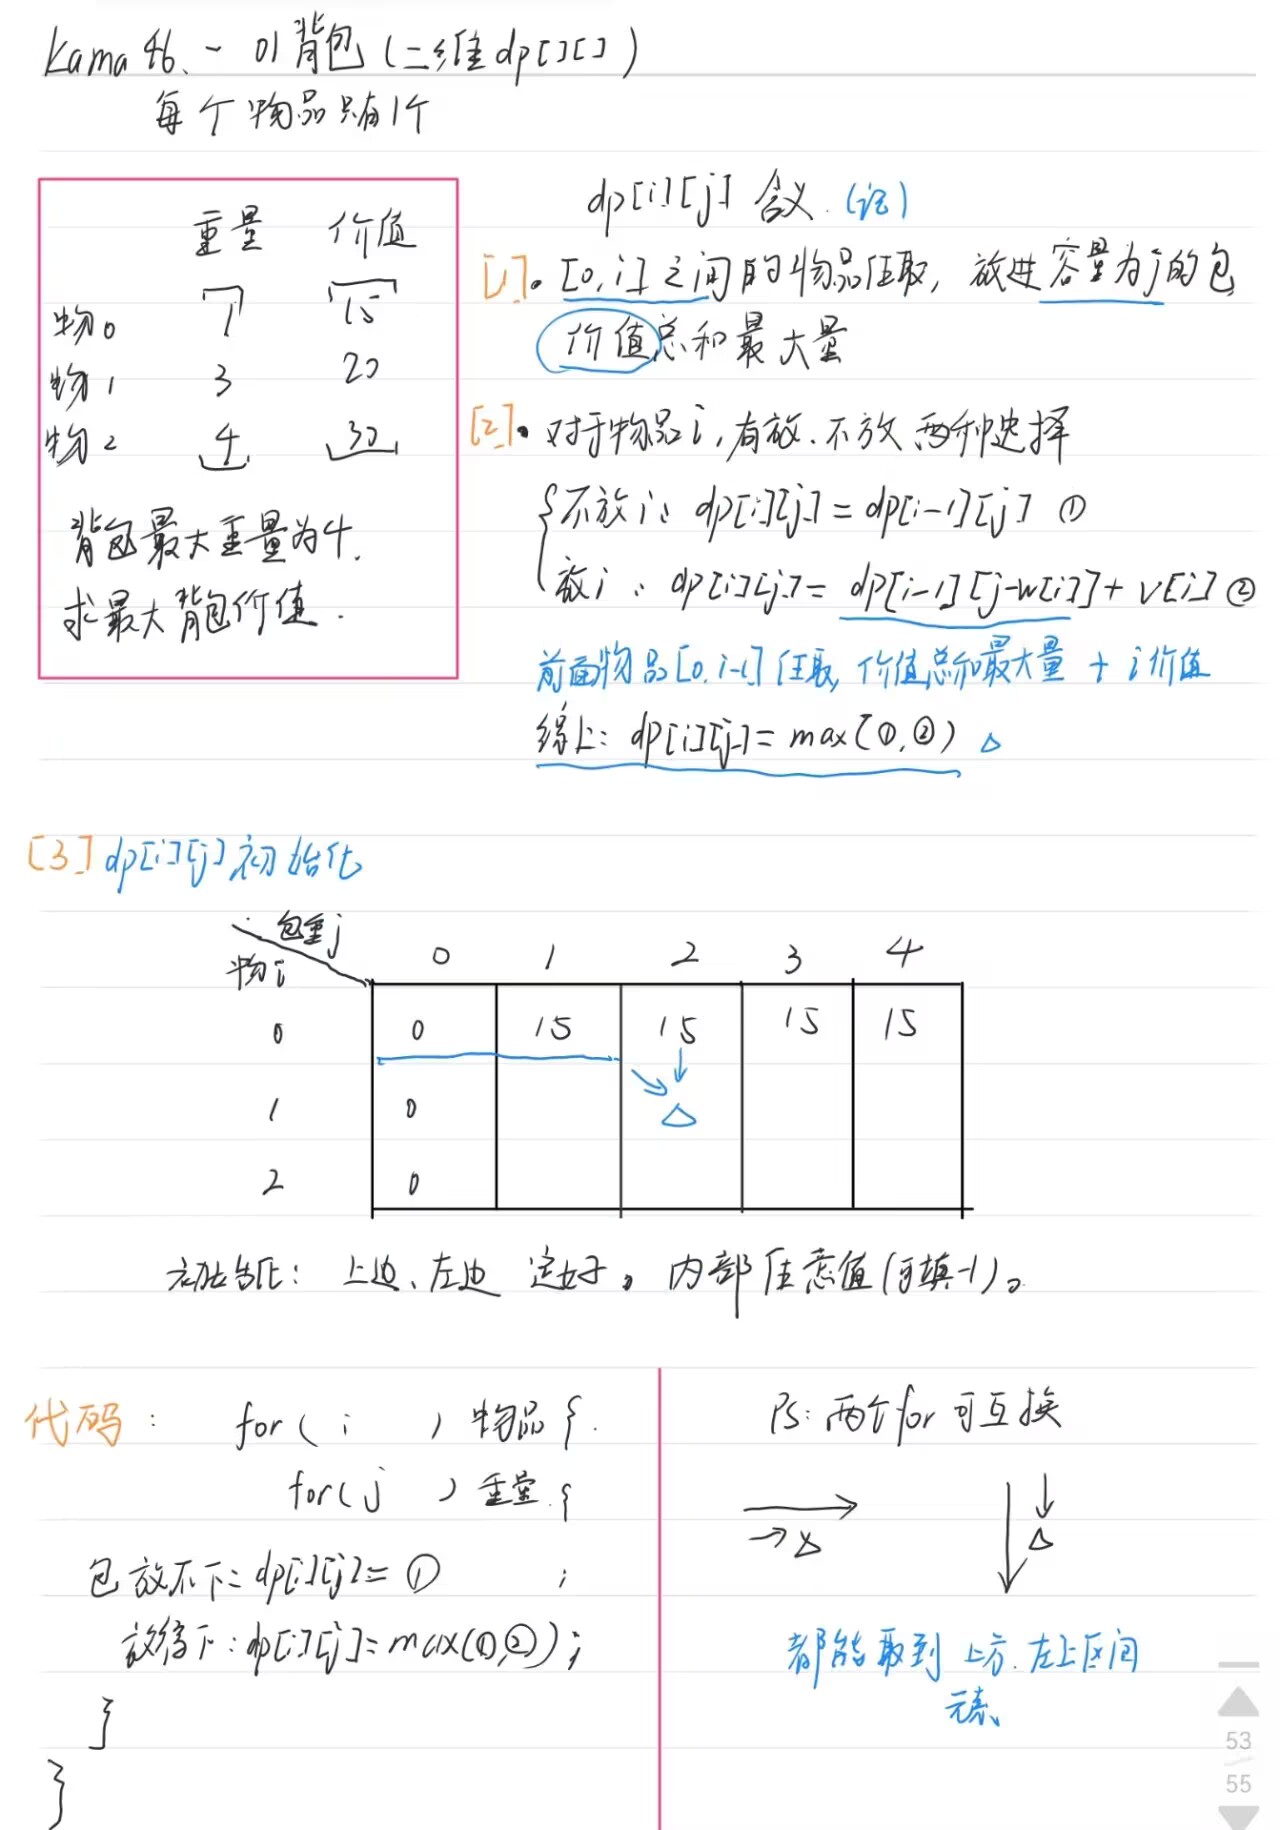 Kama 46. - 01背包 (二维dp[][])
每个物品只有1个
重量 价值
物0 1 15
物1 3 20
物2 4 30
背包最大重量为4.
求最大背包价值.
dp[i][j] 含义. (记)
[1]. [0, i] 之间的物品任取, 放进容量为j的包
价值总和最大量
[2]. 对于物品i, 有放、不放 两种选择
{不放i: dp[i][j] = dp[i-1][j] ①
放i: dp[i][j] = dp[i-1][j-w[i]] + v[i] ②
前面物品[0, i-1]任取, 价值总和最大量 + i价值
综上: dp[i][j] = max(①,②) △
[3] dp[i][j] 初始化
包重j
物i 0 1 2 3 4
0 0 15 15 15 15
1 0 △
2 0
初始化: 上边、左边 定好。内部任意值(可填-1)。
代码: for( i ) 物品 {
for( j ) 重量 {
包放不下: dp[i][j] = ① ;
放得下: dp[i][j] = max(①,②);
}
}
PS: 两个for可互换
→△ △
都能取到 上方、左上区间
元素
53
55